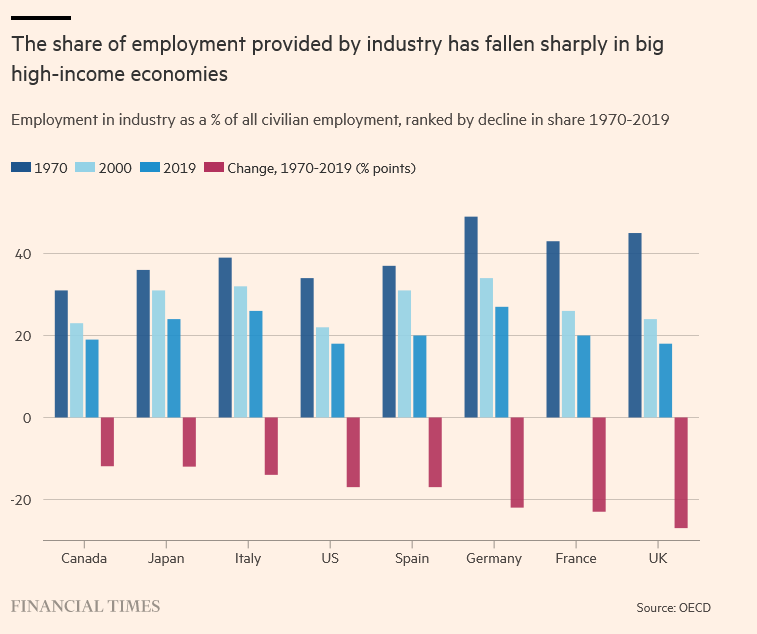 The share of employment provided by industry has fallen sharply in big
high-income economies
Employment in industry as a % of all civilian employment, ranked by decline in share 1970-2019
1970 2000 2019 Change, 1970-2019 (% points)
40
20
0
-20
Canada Japan Italy US Spain Germany France UK
FINANCIAL TIMES Source: OECD